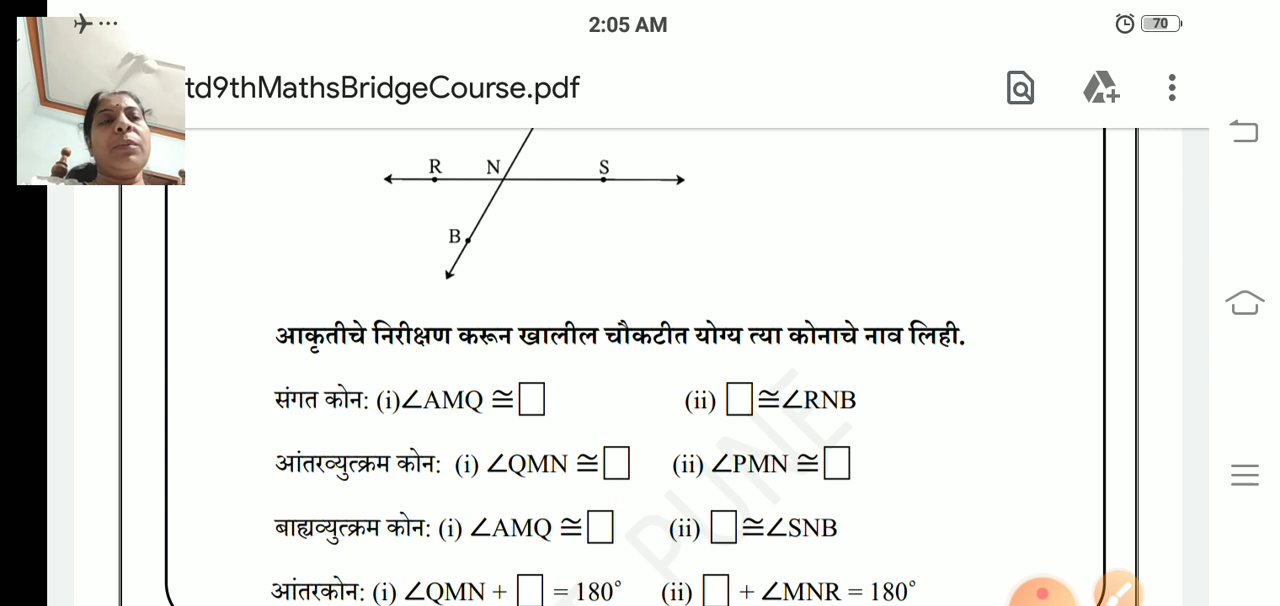 2:05 AM
70
td9thMathsBridgeCourse.pdf
R N S
B
आकृतीचे निरीक्षण करून खालील चौकटीत योग्य त्या कोनाचे नाव लिही.
संगत कोन: (i)∠AMQ ≅ □ (ii) □ ≅ ∠RNB
आंतरव्युत्क्रम कोन: (i) ∠QMN ≅ □ (ii) ∠PMN ≅ □
बाह्यव्युत्क्रम कोन: (i) ∠AMQ ≅ □ (ii) □ ≅ ∠SNB
आंतरकोन: (i) ∠QMN + □ = 180° (ii) □ + ∠MNR = 180°
PUNE